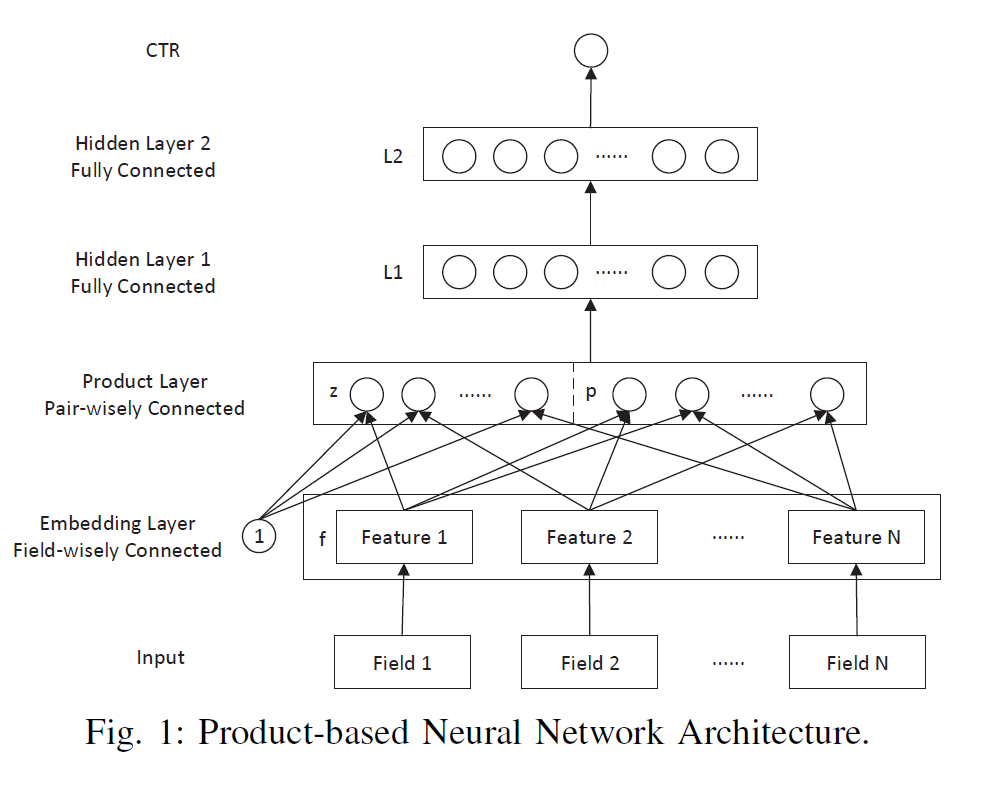 CTR
Hidden Layer 2
Fully Connected
L2
......
Hidden Layer 1
Fully Connected
L1
......
Product Layer
Pair-wisely Connected
z
......
p
......
Embedding Layer
Field-wisely Connected
1
f
Feature 1
Feature 2
......
Feature N
Input
Field 1
Field 2
......
Field N
Fig. 1: Product-based Neural Network Architecture.